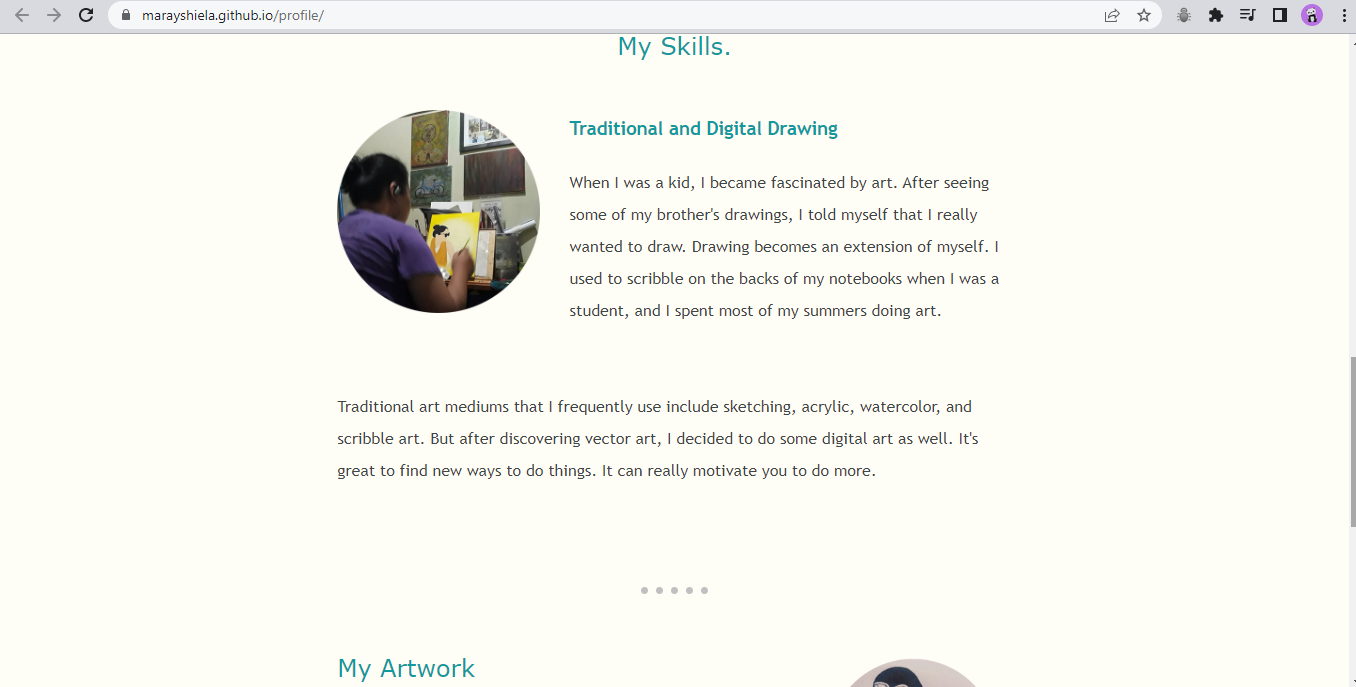 marayshiela.github.io/profile/
My Skills.
Traditional and Digital Drawing
When I was a kid, I became fascinated by art. After seeing
some of my brother's drawings, I told myself that I really
wanted to draw. Drawing becomes an extension of myself. I
used to scribble on the backs of my notebooks when I was a
student, and I spent most of my summers doing art.
Traditional art mediums that I frequently use include sketching, acrylic, watercolor, and
scribble art. But after discovering vector art, I decided to do some digital art as well. It's
great to find new ways to do things. It can really motivate you to do more.
My Artwork